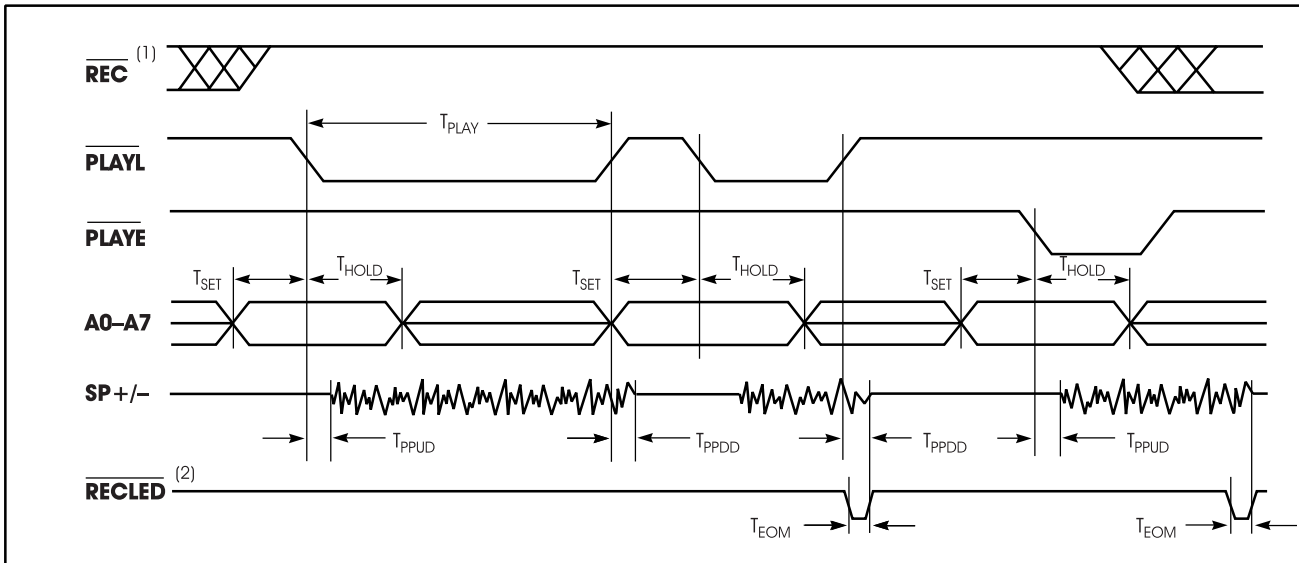 REC (1)
TPLAY
PLAYL
PLAYE
TSET THOLD TSET THOLD TSET THOLD
A0–A7
SP+/–
TPPUD TPPDD TPPDD TPPUD
RECLED (2)
TEOM TEOM